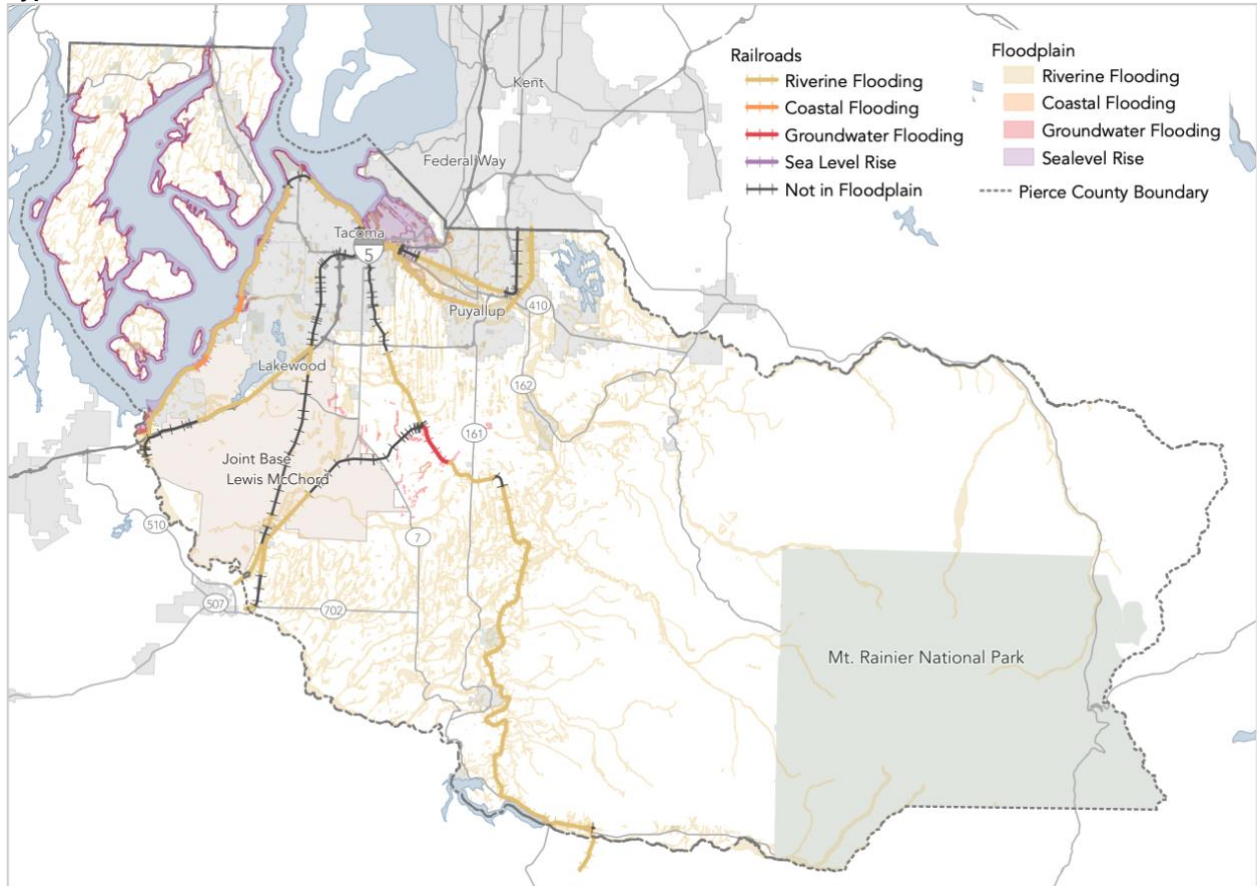 Railroads
Riverine Flooding
Coastal Flooding
Groundwater Flooding
Sea Level Rise
Not in Floodplain
Floodplain
Riverine Flooding
Coastal Flooding
Groundwater Flooding
Sealevel Rise
Pierce County Boundary
Kent
Federal Way
Tacoma
5
Puyallup
410
Lakewood
162
161
Joint Base
Lewis McChord
510
7
507
702
Mt. Rainier National Park